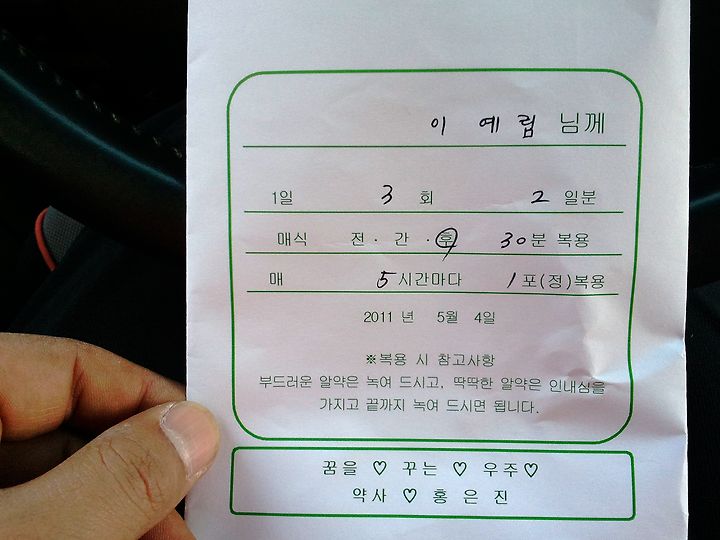 이 예림 님께
1일 3 회 2 일분
매식 전 · 간 · 후 30분 복용
매 5 시간마다 1 포(정)복용
2011 년 5월 4일
※복용 시 참고사항
부드러운 알약은 녹여 드시고, 딱딱한 알약은 인내심을
가지고 끝까지 녹여 드시면 됩니다.
꿈을 ♡ 꾸는 ♡ 우주♡
약사 ♡ 홍 은 진